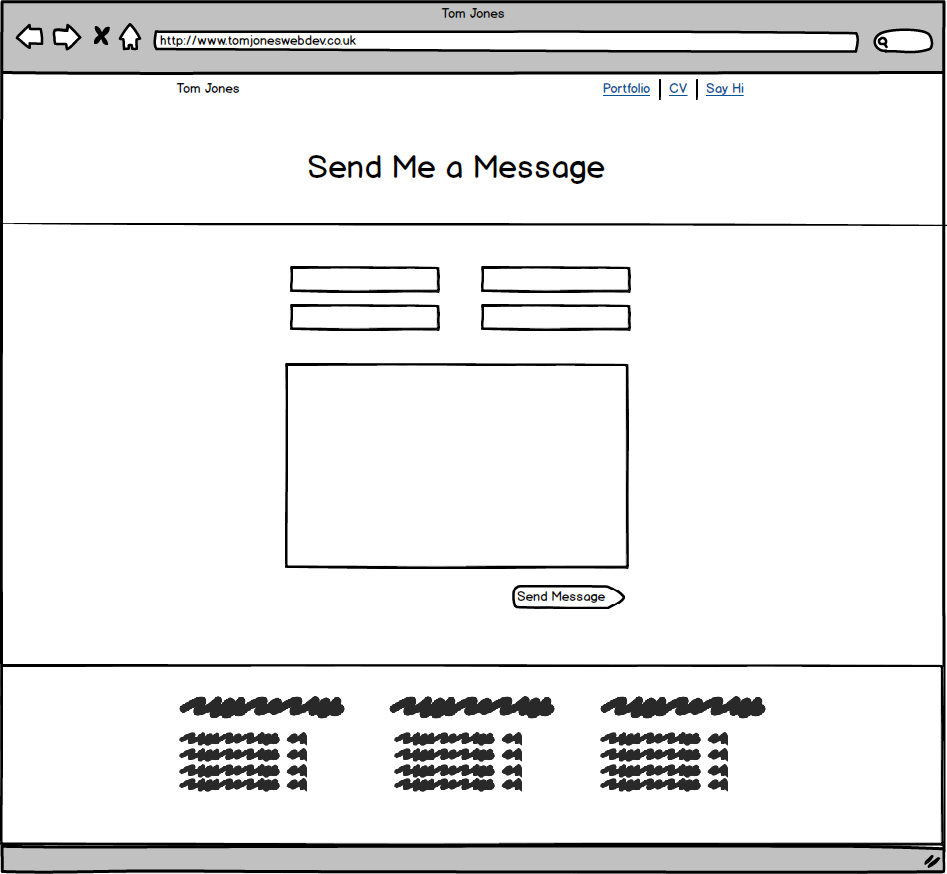 Tom Jones
http://www.tomjoneswebdev.co.uk
Tom Jones Portfolio CV Say Hi
Send Me a Message
Send Message